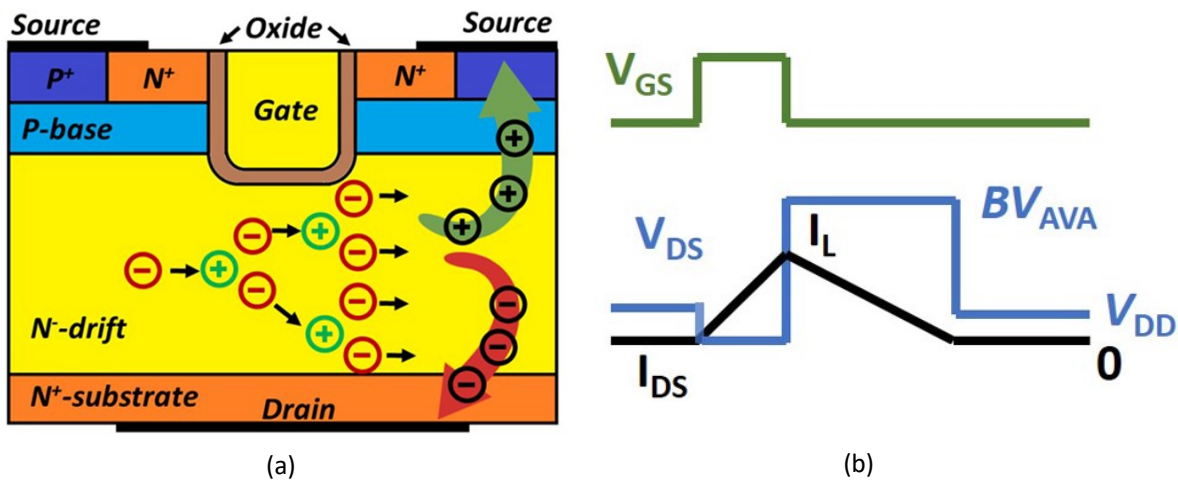 Source Oxide Source
P+ N+ Gate N+
P-base
N--drift
N+-substrate Drain
(a)
VGS
VDS IL BVAVA
VDD
IDS 0
(b)